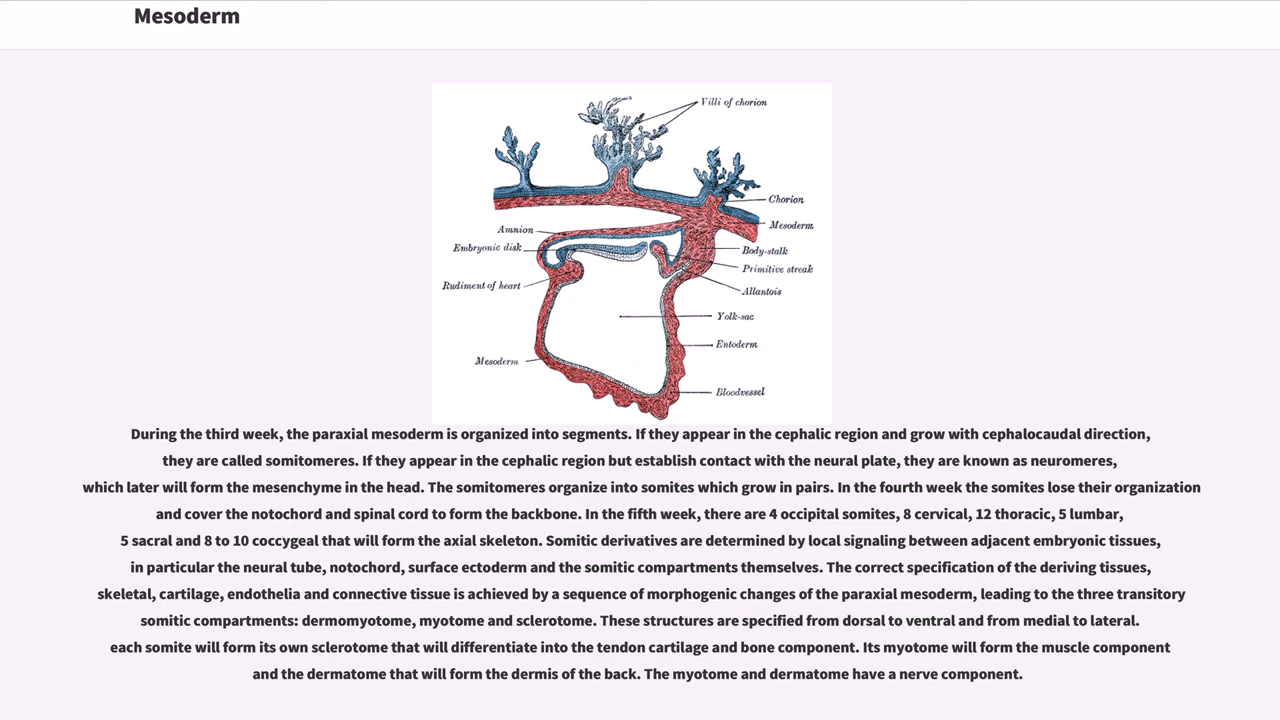 Mesoderm
Villi of chorion
Chorion
Amnion
Mesoderm
Embryonic disk
Body-stalk
Primitive streak
Rudiment of heart
Allantois
Yolk-sac
Entoderm
Mesoderm
Bloodvessel
During the third week, the paraxial mesoderm is organized into segments. If they appear in the cephalic region and grow with cephalocaudal direction,
they are called somitomeres. If they appear in the cephalic region but establish contact with the neural plate, they are known as neuromeres,
which later will form the mesenchyme in the head. The somitomeres organize into somites which grow in pairs. In the fourth week the somites lose their organization
and cover the notochord and spinal cord to form the backbone. In the fifth week, there are 4 occipital somites, 8 cervical, 12 thoracic, 5 lumbar,
5 sacral and 8 to 10 coccygeal that will form the axial skeleton. Somitic derivatives are determined by local signaling between adjacent embryonic tissues,
in particular the neural tube, notochord, surface ectoderm and the somitic compartments themselves. The correct specification of the deriving tissues,
skeletal, cartilage, endothelia and connective tissue is achieved by a sequence of morphogenic changes of the paraxial mesoderm, leading to the three transitory
somitic compartments: dermomyotome, myotome and sclerotome. These structures are specified from dorsal to ventral and from medial to lateral.
each somite will form its own sclerotome that will differentiate into the tendon cartilage and bone component. Its myotome will form the muscle component
and the dermatome that will form the dermis of the back. The myotome and dermatome have a nerve component.